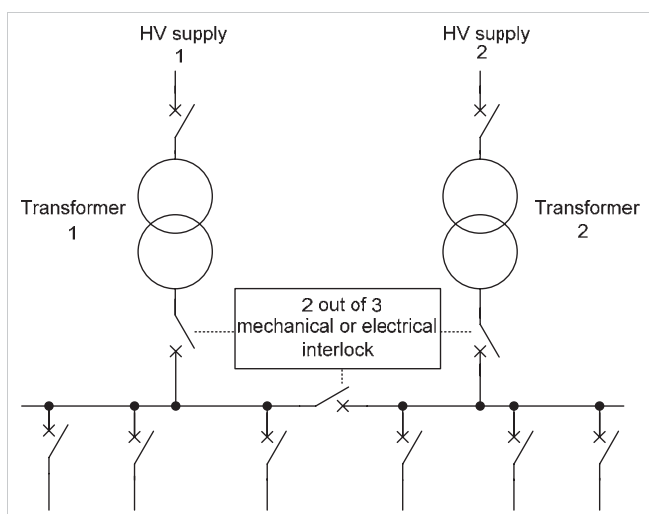 HV supply
1
HV supply
2
Transformer
1
Transformer
2
2 out of 3
mechanical or electrical
interlock